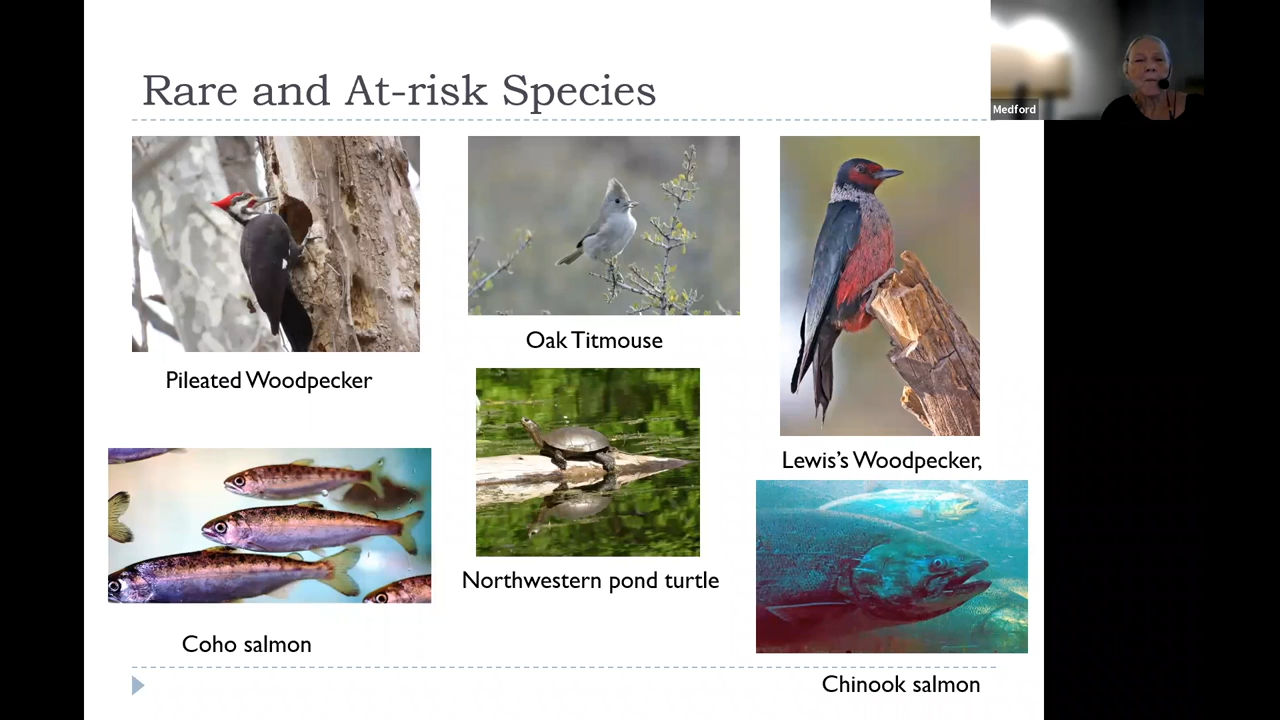 Rare and At-risk Species
Medford
Pileated Woodpecker
Oak Titmouse
Lewis's Woodpecker,
Coho salmon
Northwestern pond turtle
Chinook salmon